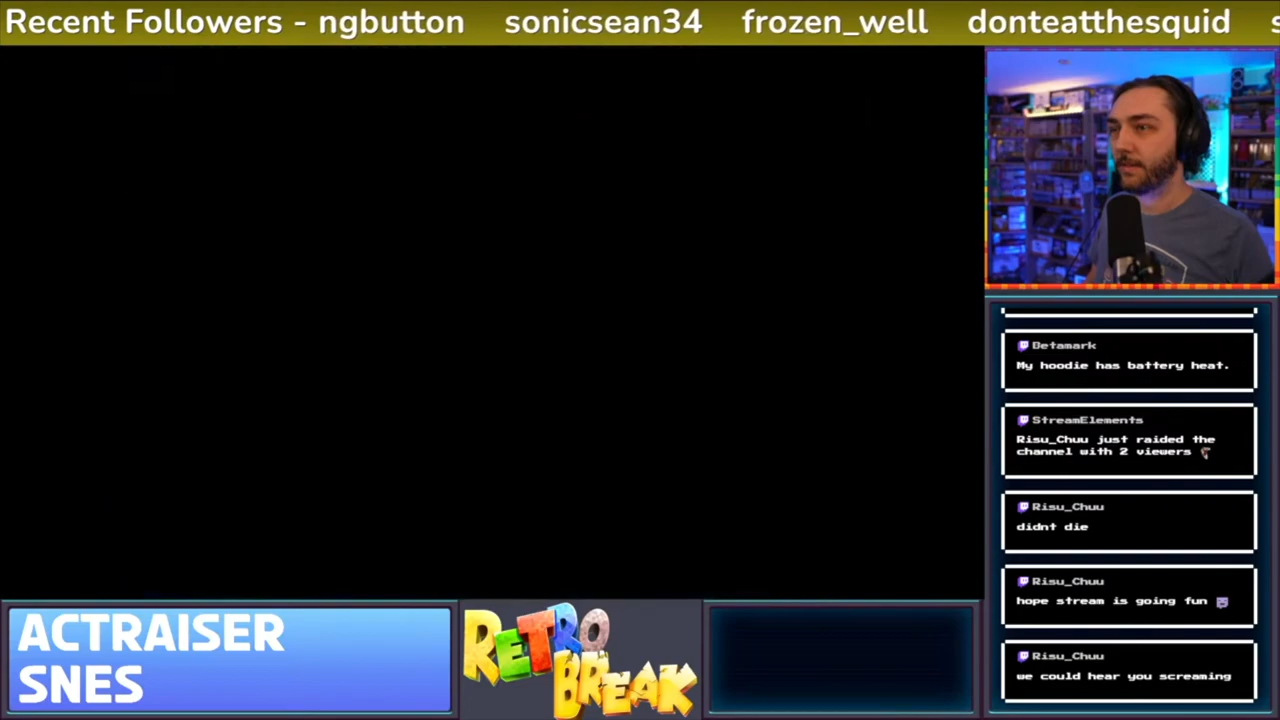 Recent Followers - ngbutton sonicsean34 frozen_well donteatthesquid s
Betamark
My hoodie has battery heat.
StreamElements
Risu_Chuu just raided the
channel with 2 viewers
Risu_Chuu
didnt die
Risu_Chuu
hope stream is going fun
Risu_Chuu
we could hear you screaming
ACTRAISER
SNES
RETRO
BREAK